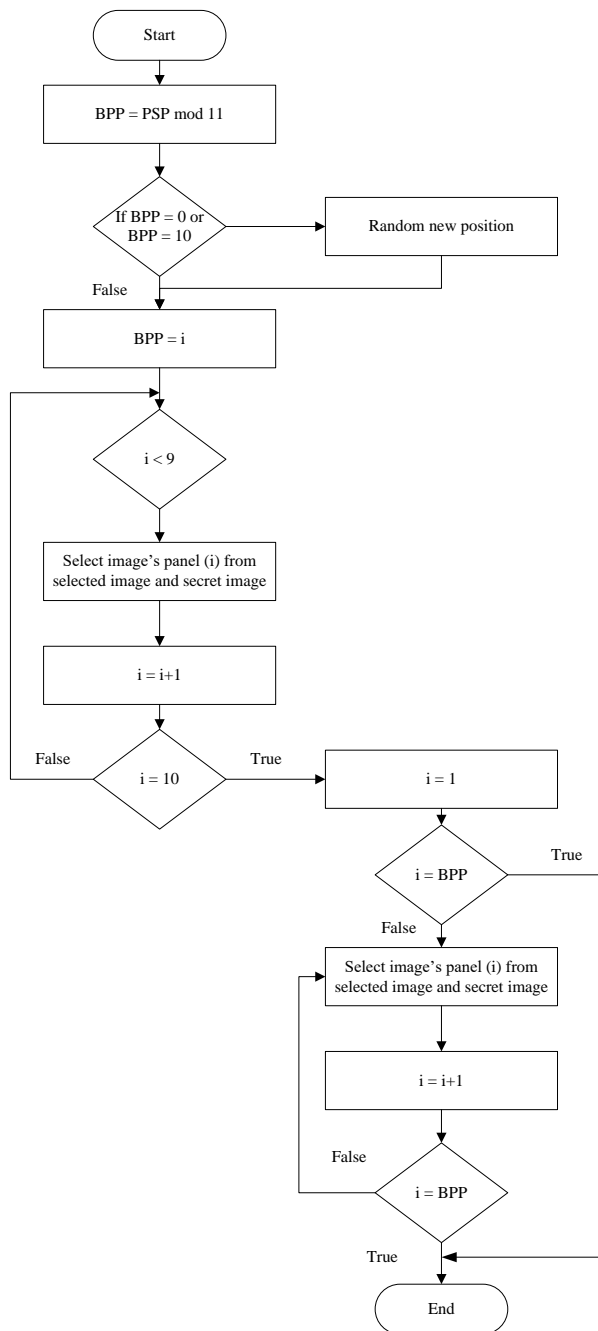 Start
BPP = PSP mod 11
If BPP = 0 or
BPP = 10
Random new position
False
BPP = i
i < 9
Select image's panel (i) from
selected image and secret image
i = i+1
False
i = 10
True
i = 1
i = BPP
True
False
Select image's panel (i) from
selected image and secret image
i = i+1
False
i = BPP
True
End